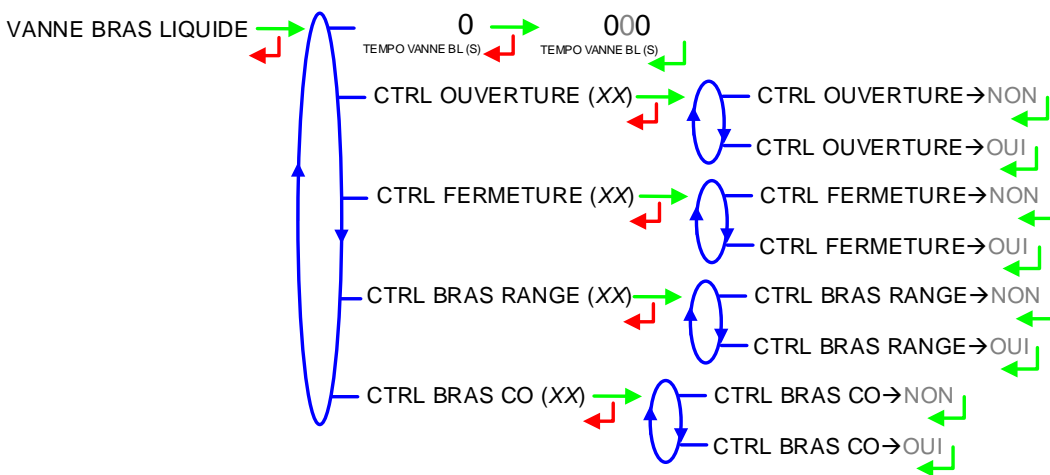 VANNE BRAS LIQUIDE
0 000
TEMPO VANNE BL (S) TEMPO VANNE BL (S)
CTRL OUVERTURE (XX) CTRL OUVERTURE→NON
CTRL OUVERTURE→OUI
CTRL FERMETURE (XX) CTRL FERMETURE→NON
CTRL FERMETURE→OUI
CTRL BRAS RANGE (XX) CTRL BRAS RANGE→NON
CTRL BRAS RANGE→OUI
CTRL BRAS CO (XX) CTRL BRAS CO→NON
CTRL BRAS CO→OUI